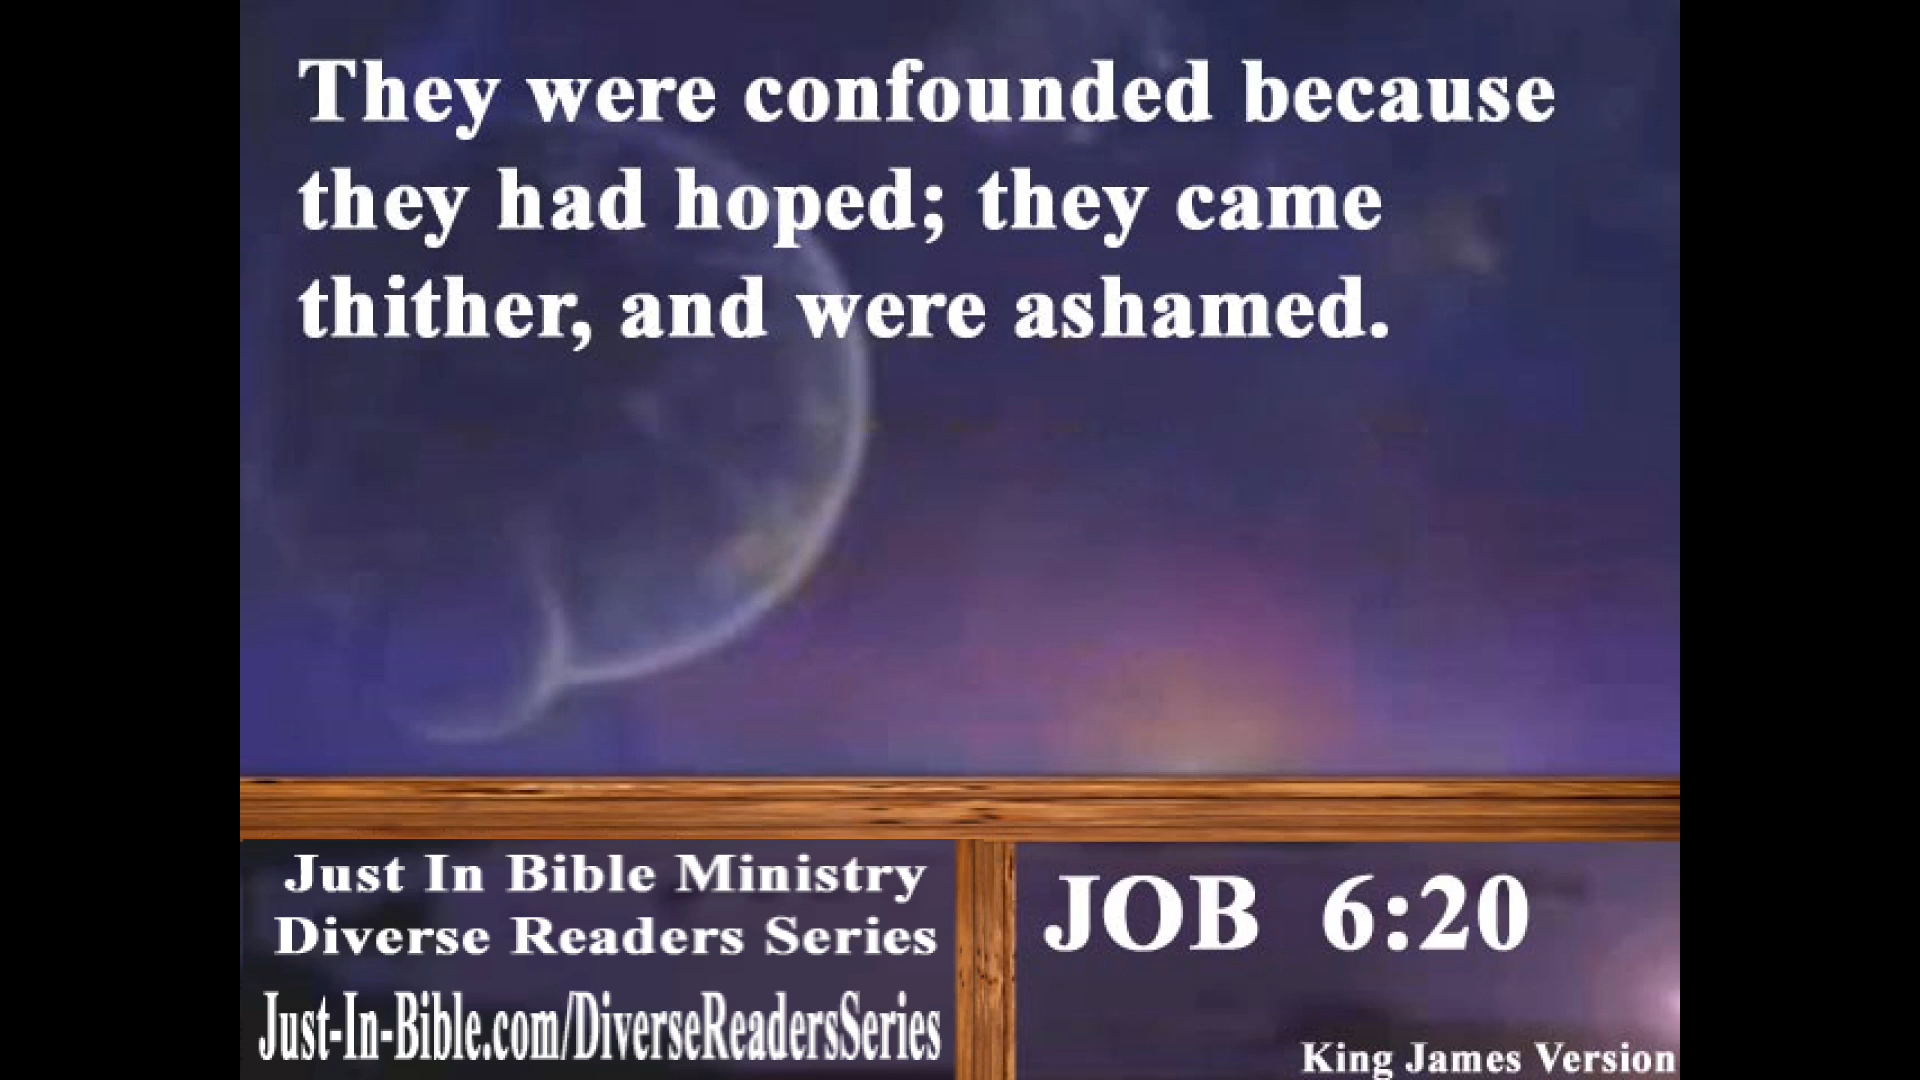 They were confounded because
they had hoped; they came
thither, and were ashamed.
Just In Bible Ministry
Diverse Readers Series
Just-In-Bible.com/DiverseReadersSeries
JOB 6:20
King James Version